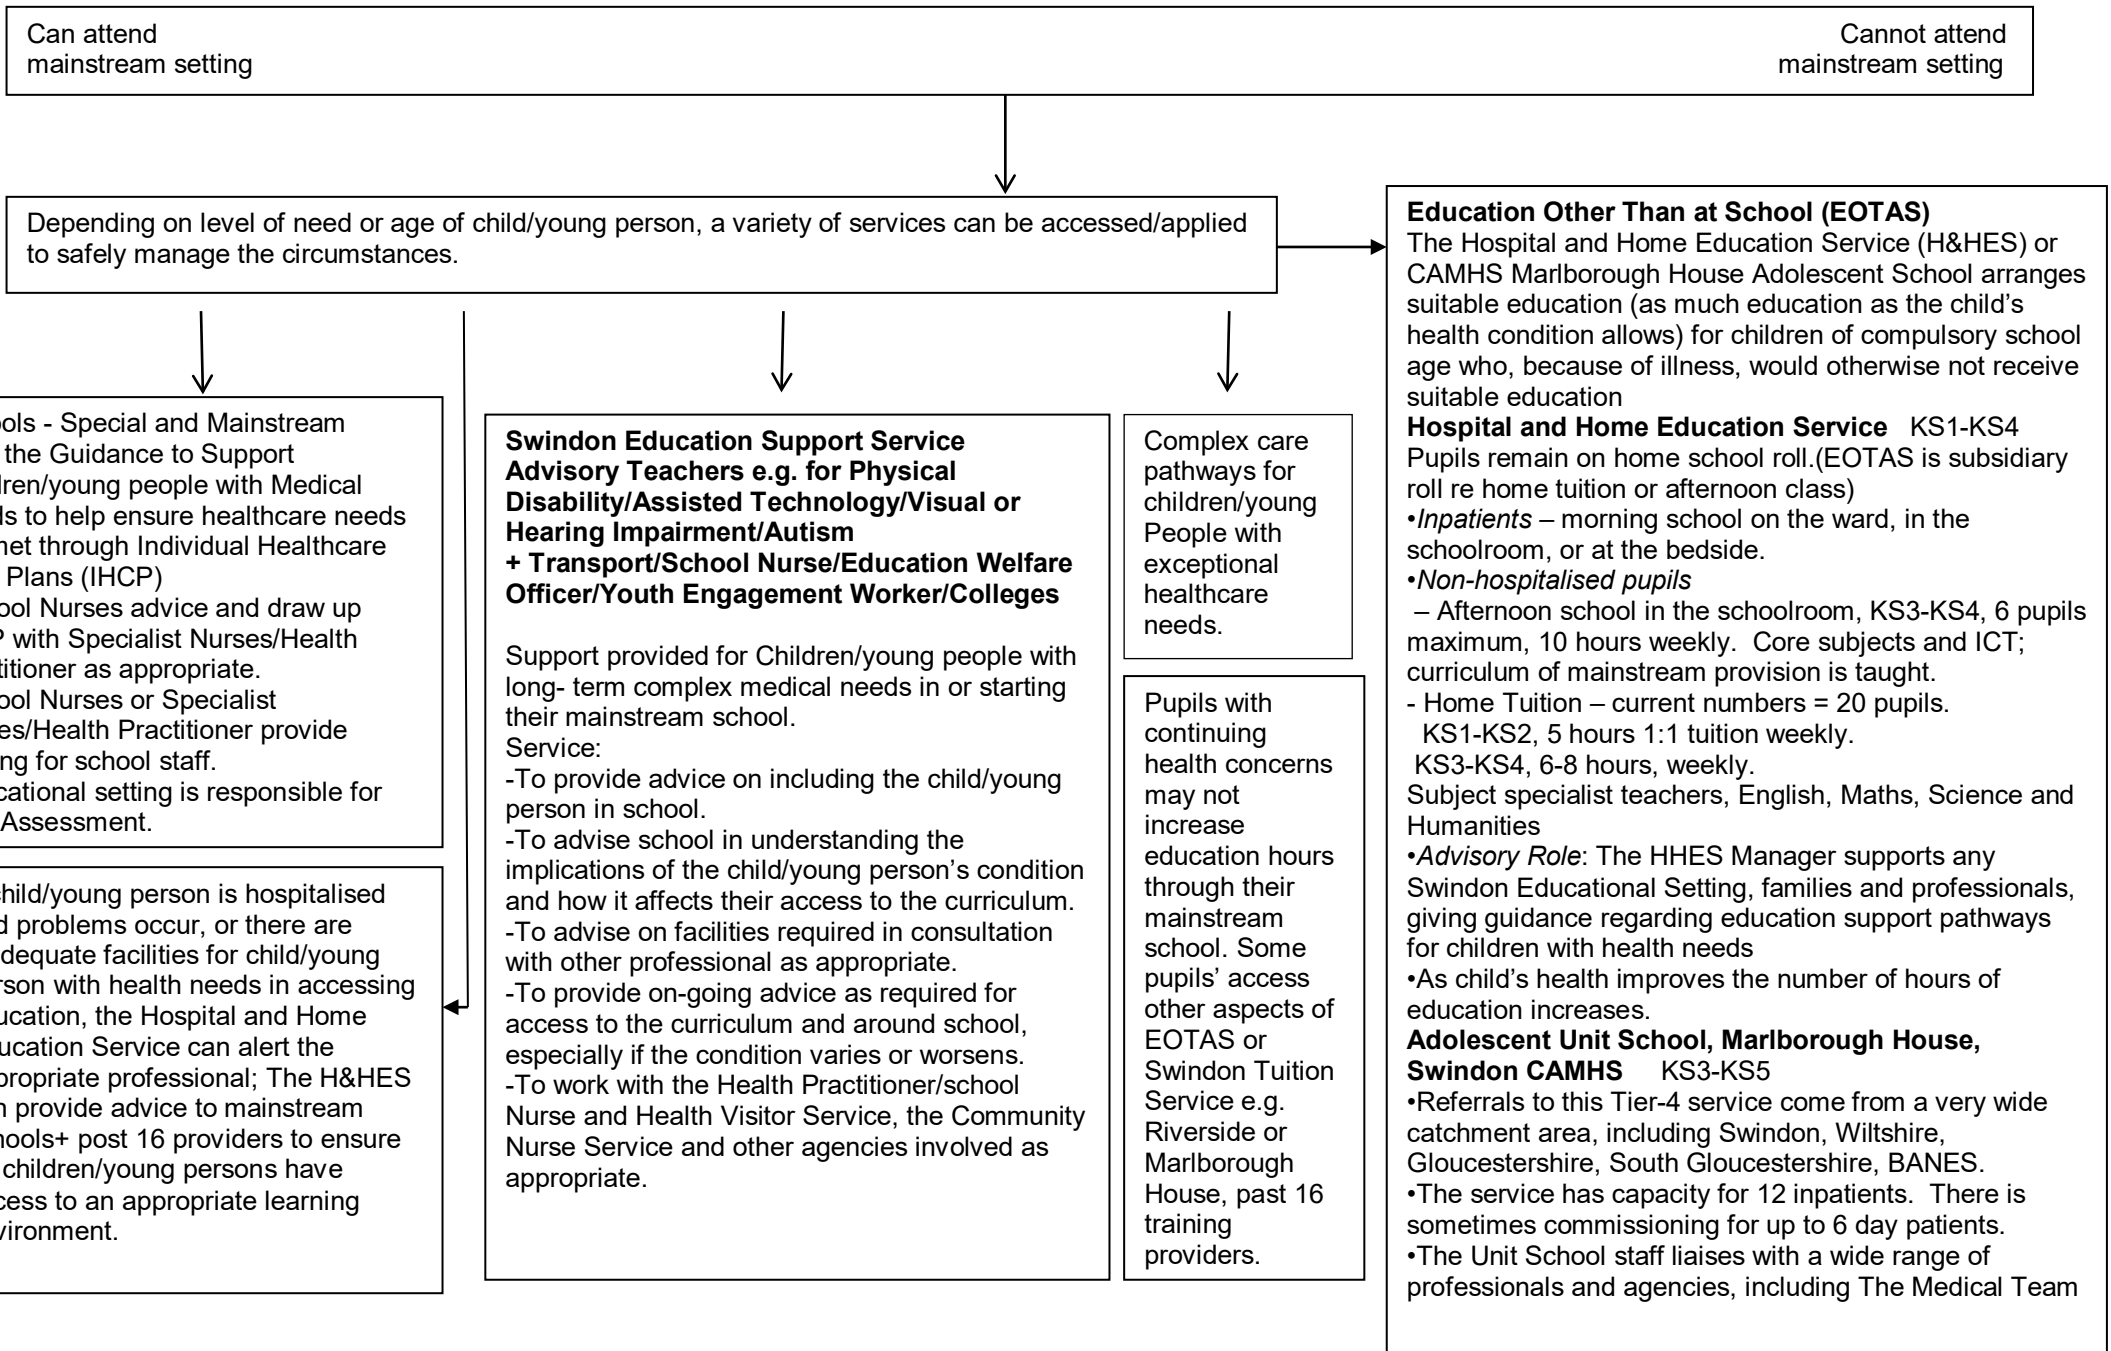 Can attend
mainstream setting
Cannot attend
mainstream setting
Depending on level of need or age of child/young person, a variety of services can be accessed/applied
to safely manage the circumstances.
ools - Special and Mainstream
the Guidance to Support
dren/young people with Medical
ds to help ensure healthcare needs
met through Individual Healthcare
Plans (IHCP)
ool Nurses advice and draw up
P with Specialist Nurses/Health
titioner as appropriate.
ool Nurses or Specialist
es/Health Practitioner provide
ng for school staff.
cational setting is responsible for
Assessment.
child/young person is hospitalised
d problems occur, or there are
dequate facilities for child/young
rson with health needs in accessing
ucation, the Hospital and Home
ucation Service can alert the
propriate professional; The H&HES
n provide advice to mainstream
hools+ post 16 providers to ensure
children/young persons have
cess to an appropriate learning
vironment.
Swindon Education Support Service
Advisory Teachers e.g. for Physical
Disability/Assisted Technology/Visual or
Hearing Impairment/Autism
+ Transport/School Nurse/Education Welfare
Officer/Youth Engagement Worker/Colleges
Support provided for Children/young people with
long- term complex medical needs in or starting
their mainstream school.
Service:
-To provide advice on including the child/young
person in school.
-To advise school in understanding the
implications of the child/young person's condition
and how it affects their access to the curriculum.
-To advise on facilities required in consultation
with other professional as appropriate.
-To provide on-going advice as required for
access to the curriculum and around school,
especially if the condition varies or worsens.
-To work with the Health Practitioner/school
Nurse and Health Visitor Service, the Community
Nurse Service and other agencies involved as
appropriate.
Complex care
pathways for
children/young
People with
exceptional
healthcare
needs.
Pupils with
continuing
health concerns
may not
increase
education hours
through their
mainstream
school. Some
pupils' access
other aspects of
EOTAS or
Swindon Tuition
Service e.g.
Riverside or
Marlborough
House, past 16
training
providers.
Education Other Than at School (EOTAS)
The Hospital and Home Education Service (H&HES) or
CAMHS Marlborough House Adolescent School arranges
suitable education (as much education as the child's
health condition allows) for children of compulsory school
age who, because of illness, would otherwise not receive
suitable education
Hospital and Home Education Service KS1-KS4
Pupils remain on home school roll.(EOTAS is subsidiary
roll re home tuition or afternoon class)
•Inpatients – morning school on the ward, in the
schoolroom, or at the bedside.
•Non-hospitalised pupils
– Afternoon school in the schoolroom, KS3-KS4, 6 pupils
maximum, 10 hours weekly. Core subjects and ICT;
curriculum of mainstream provision is taught.
- Home Tuition – current numbers = 20 pupils.
KS1-KS2, 5 hours 1:1 tuition weekly.
KS3-KS4, 6-8 hours, weekly.
Subject specialist teachers, English, Maths, Science and
Humanities
•Advisory Role: The HHES Manager supports any
Swindon Educational Setting, families and professionals,
giving guidance regarding education support pathways
for children with health needs
•As child's health improves the number of hours of
education increases.
Adolescent Unit School, Marlborough House,
Swindon CAMHS KS3-KS5
•Referrals to this Tier-4 service come from a very wide
catchment area, including Swindon, Wiltshire,
Gloucestershire, South Gloucestershire, BANES.
•The service has capacity for 12 inpatients. There is
sometimes commissioning for up to 6 day patients.
•The Unit School staff liaises with a wide range of
professionals and agencies, including The Medical Team